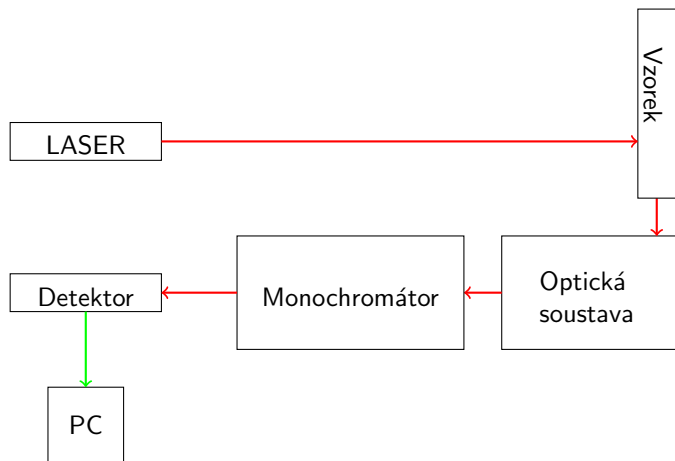 Vzorek
LASER
Optická
soustava
Monochromátor
Detektor
PC